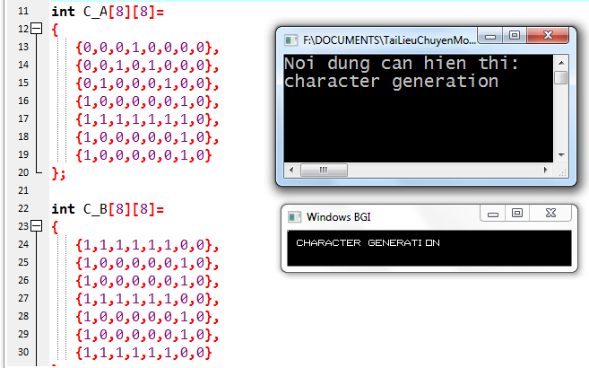 11 int C_A[8][8]=
12 {
13 {0,0,0,1,0,0,0,0},
14 {0,0,1,0,1,0,0,0},
15 {0,1,0,0,0,1,0,0},
16 {1,0,0,0,0,0,1,0},
17 {1,1,1,1,1,1,1,0},
18 {1,0,0,0,0,0,1,0},
19 {1,0,0,0,0,0,1,0}
20 };
21
22 int C_B[8][8]=
23 {
24 {1,1,1,1,1,1,0,0},
25 {1,0,0,0,0,0,1,0},
26 {1,0,0,0,0,0,1,0},
27 {1,1,1,1,1,1,0,0},
28 {1,0,0,0,0,0,1,0},
29 {1,0,0,0,0,0,1,0},
30 {1,1,1,1,1,1,0,0}
F:\DOCUMENTS\TaiLieuChuyenMo...
Noi dung can hien thi:
character generation
Windows BGI
CHARACTER GENERATION